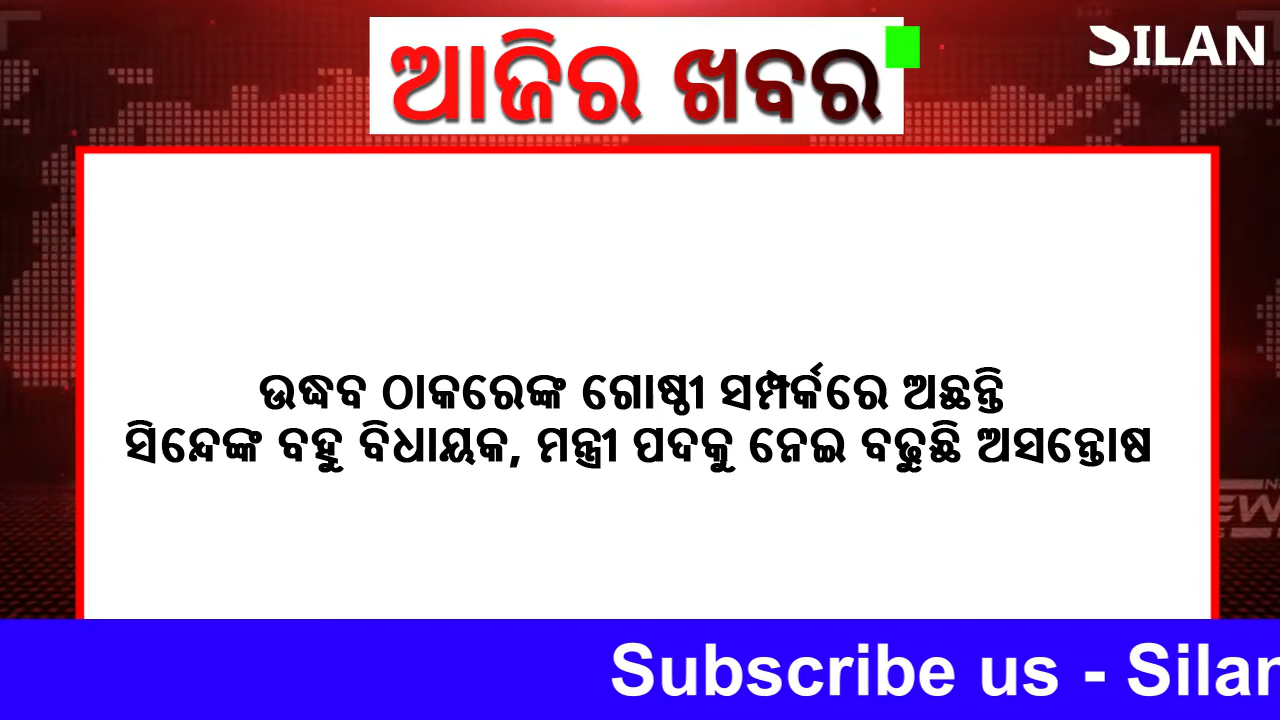 ଆଜିର ଖବର
SILAN
ଉଦ୍ଧବ ଠାକରେଙ୍କ ଗୋଷ୍ଠୀ ସମ୍ପର୍କରେ ଅଛନ୍ତି
ସିନ୍ଦେଙ୍କ ବହୁ ବିଧାୟକ, ମନ୍ତ୍ରୀ ପଦକୁ ନେଇ ବଢୁଛି ଅସନ୍ତୋଷ
Subscribe us - Silan